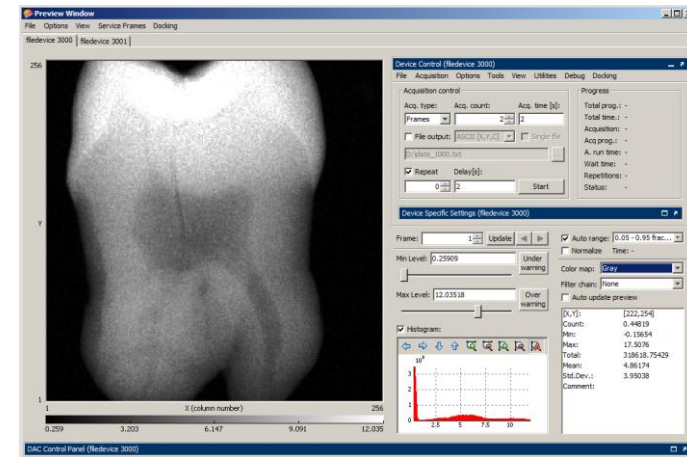 Preview Window
File Options View Service Frames Docking
filedevice 3000 filedevice 3001
256
Y
1
1 X (column number) 256
0.259 3.203 6.147 9.091 12.035
Device Control (filedevice 3000)
File Acquisition Options Tools View Utilities Debug Docking
Acquisition control
Acq. type: Acq. count: Acq. time [s]:
Frames 2 2
File output: ASCII [X,Y,C] Single file
D:\data_1000.txt ...
Repeat Delay[s]:
0 2 Start
Progress
Total prog.: -
Total time.: -
Acquisition: -
Acq prog.: -
A. run time: -
Wait time: -
Repetitions: -
Status: -
Device Specific Settings (filedevice 3000)
Frame: 1 Update
Min Level: 0.25909 Under warning
Max Level: 12.03518 Over warning
Histogram:
10³
3
2
1
0
2.5 5 7.5 10
Auto range: 0.05 - 0.95 frac...
Normalize Time: -
Color map: Gray
Filter chain: None
Auto update preview
[X,Y]: [222,254]
Count: 0.44819
Min: -0.15654
Max: 17.5076
Total: 318618.75429
Mean: 4.86174
Std.Dev.: 3.95038
Comment:
DAC Control Panel (filedevice 3000)